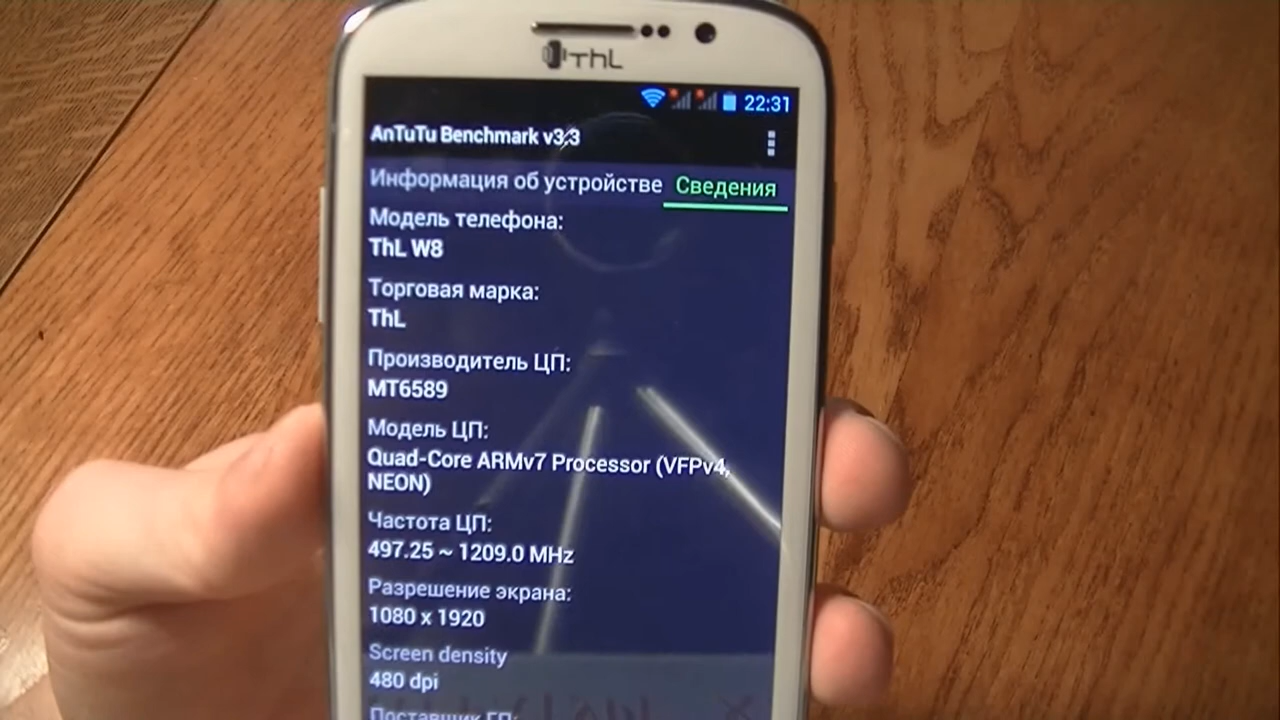 ThL
22:31
AnTuTu Benchmark v3.3
Информация об устройстве Сведения
Модель телефона:
ThL W8
Торговая марка:
ThL
Производитель ЦП:
MT6589
Модель ЦП:
Quad-Core ARMv7 Processor (VFPv4,
NEON)
Частота ЦП:
497.25 ~ 1209.0 MHz
Разрешение экрана:
1080 x 1920
Screen density
480 dpi
Поставщик ГП: